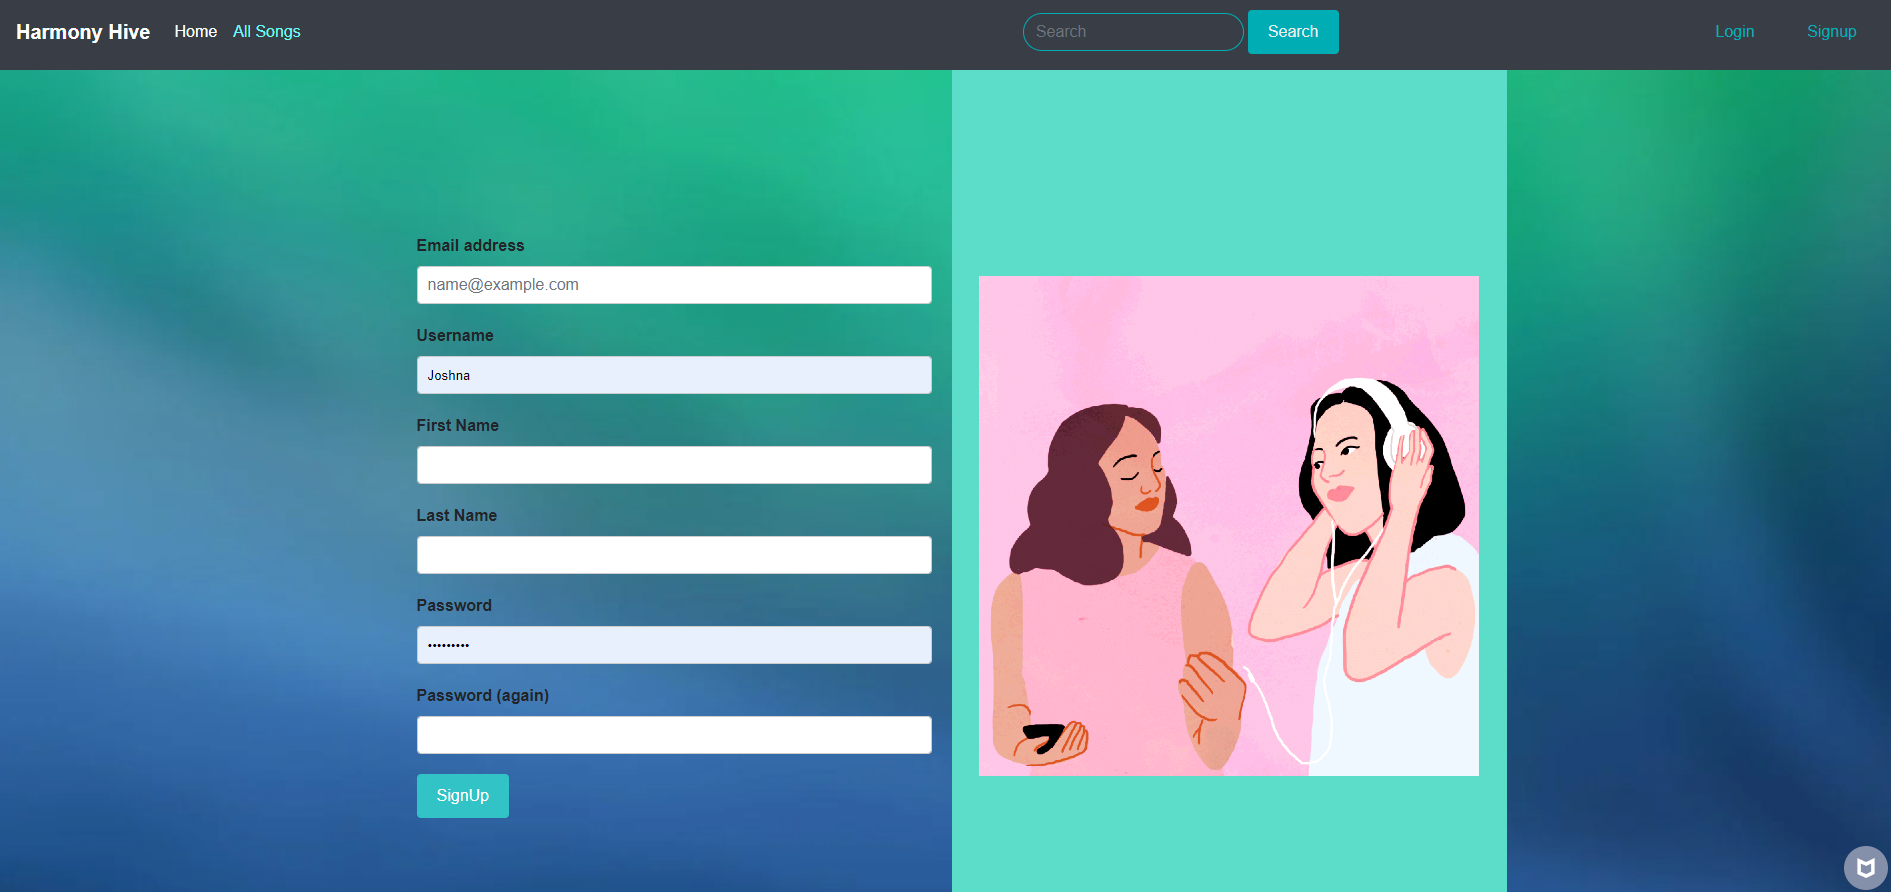 Harmony Hive Home All Songs Search Search Login Signup
Email address
name@example.com
Username
Joshna
First Name
Last Name
Password
•••••••••
Password (again)
SignUp